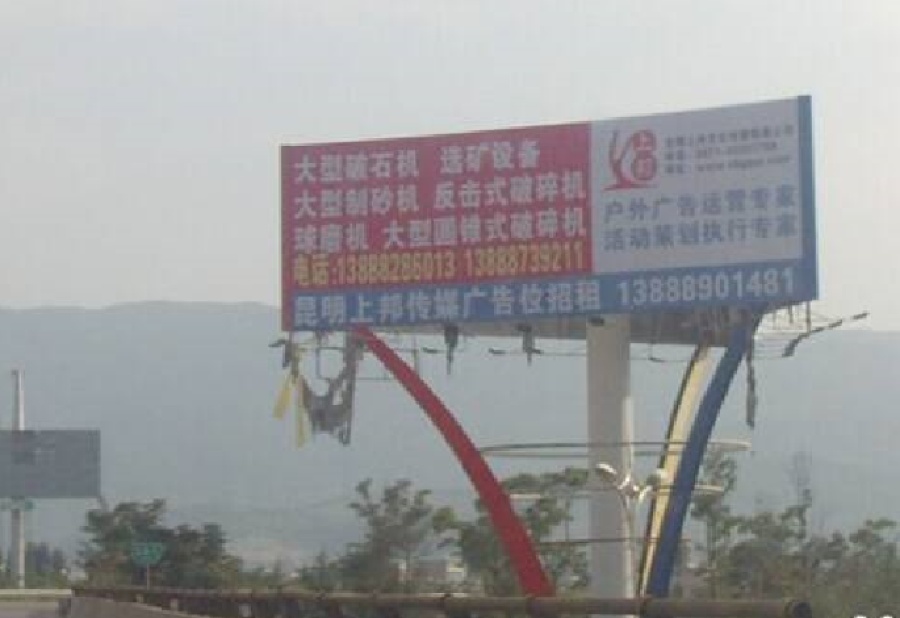 大型破石机 选矿设备
大型制砂机 反击式破碎机
球磨机 大型圆锥式破碎机
电话:13888286013 13888739211
上邦
户外广告运营专家
活动策划执行专家
昆明上邦传媒广告位招租 13888901481